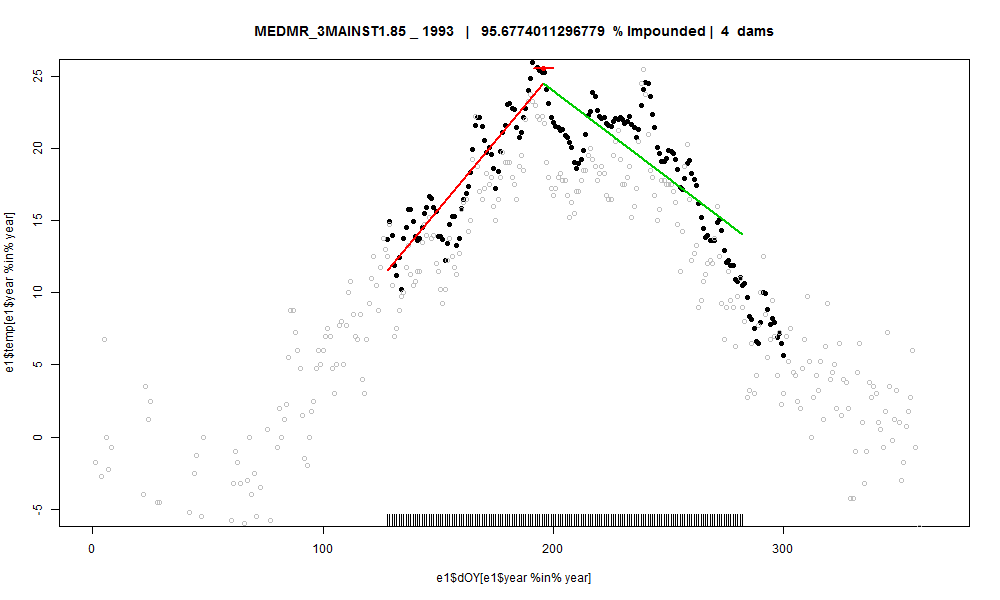 MEDMR_3MAINST1.85 _ 1993 | 95.6774011296779 % Impounded | 4 dams
e1$temp[e1$year %in% year]
25
20
15
10
5
0
-5
0 100 200 300
e1$dOY[e1$year %in% year]